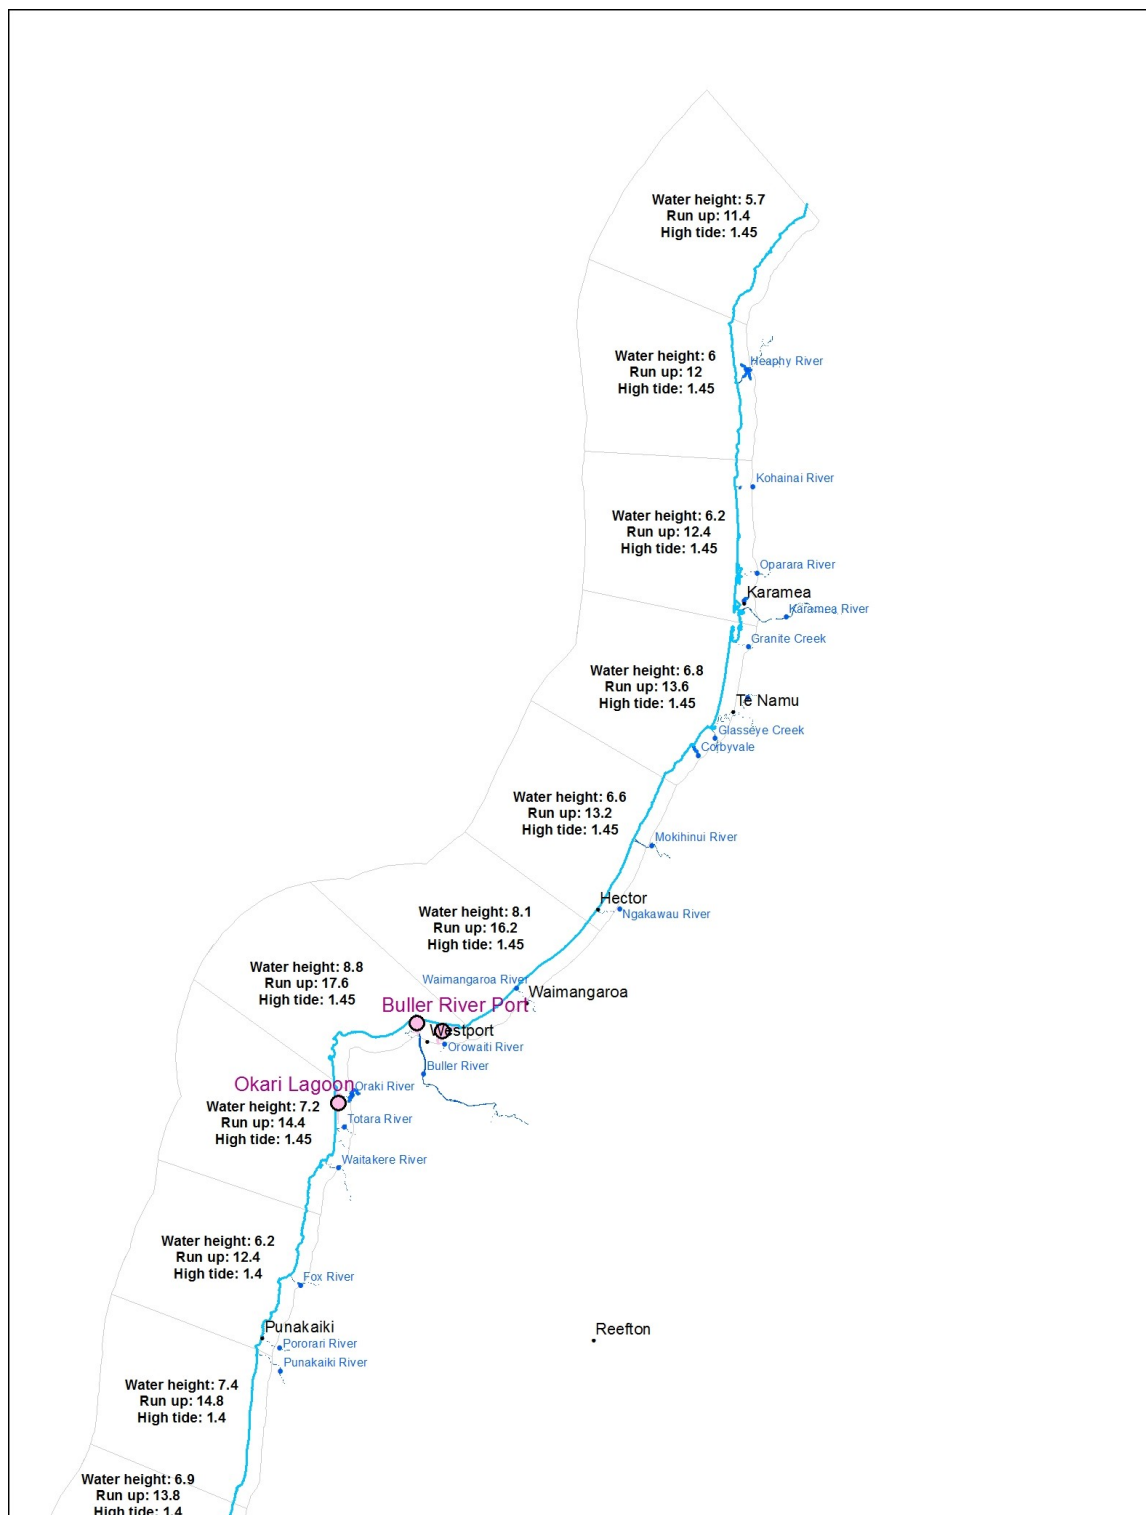 Water height: 5.7
Run up: 11.4
High tide: 1.45
Water height: 6
Run up: 12
High tide: 1.45
Heaphy River
Kohainai River
Water height: 6.2
Run up: 12.4
High tide: 1.45
Oparara River
Karamea
Karamea River
Granite Creek
Water height: 6.8
Run up: 13.6
High tide: 1.45
Te Namu
Glasseye Creek
Corbyvale
Water height: 6.6
Run up: 13.2
High tide: 1.45
Mokihinui River
Hector
Ngakawau River
Water height: 8.1
Run up: 16.2
High tide: 1.45
Water height: 8.8
Run up: 17.6
High tide: 1.45
Waimangaroa River
Waimangaroa
Buller River Port
Westport
Orowaiti River
Buller River
Okari Lagoon
Oraki River
Water height: 7.2
Run up: 14.4
High tide: 1.45
Totara River
Waitakere River
Water height: 6.2
Run up: 12.4
High tide: 1.4
Fox River
Punakaiki
Reefton
Pororari River
Punakaiki River
Water height: 7.4
Run up: 14.8
High tide: 1.4
Water height: 6.9
Run up: 13.8
High tide: 1.4